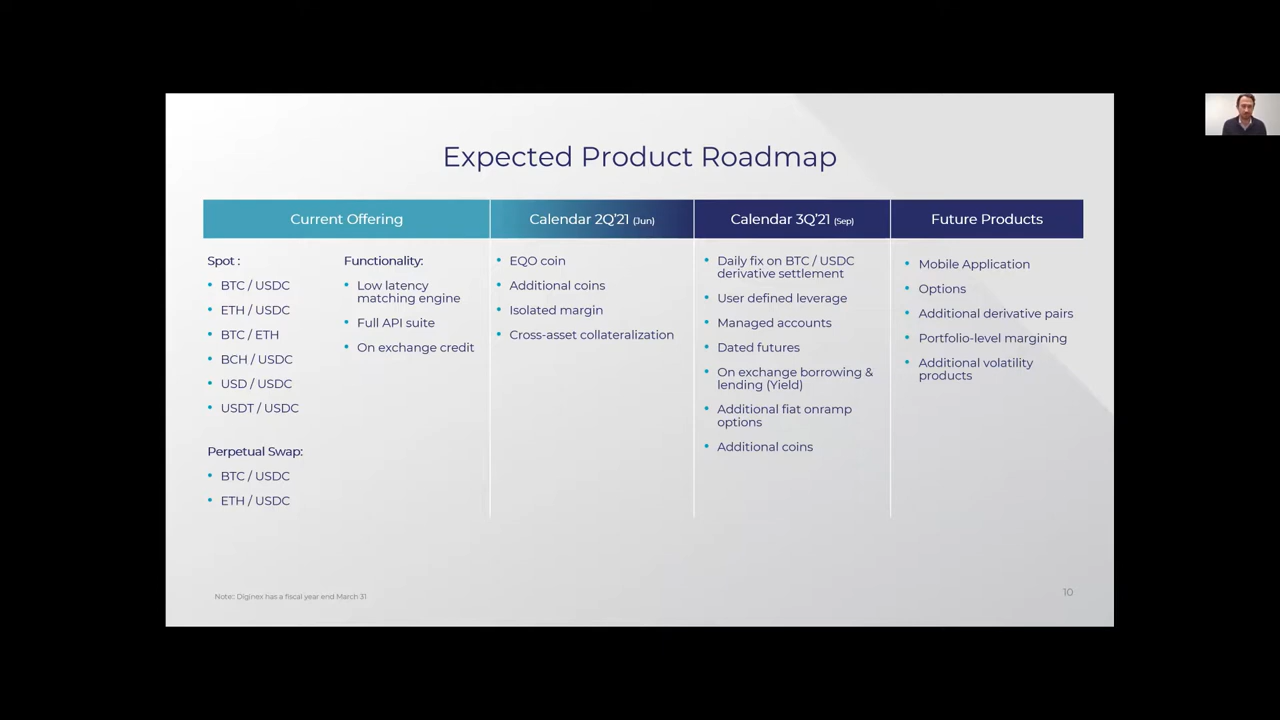 Expected Product Roadmap
Current Offering
Calendar 2Q'21 (Jun)
Calendar 3Q'21 (Sep)
Future Products
Spot :
• BTC / USDC
• ETH / USDC
• BTC / ETH
• BCH / USDC
• USD / USDC
• USDT / USDC
Perpetual Swap:
• BTC / USDC
• ETH / USDC
Functionality:
• Low latency
matching engine
• Full API suite
• On exchange credit
• EQO coin
• Additional coins
• Isolated margin
• Cross-asset collateralization
• Daily fix on BTC / USDC
derivative settlement
• User defined leverage
• Managed accounts
• Dated futures
• On exchange borrowing &
lending (Yield)
• Additional fiat onramp
options
• Additional coins
• Mobile Application
• Options
• Additional derivative pairs
• Portfolio-level margining
• Additional volatility
products
Note: Diginex has a fiscal year end March 31
10